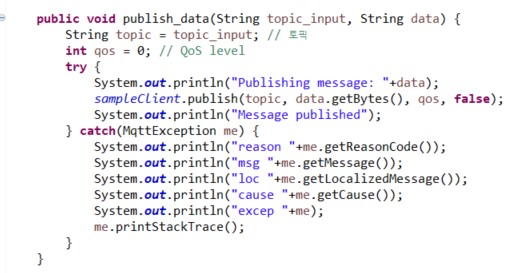 public void publish_data(String topic_input, String data) {
    String topic = topic_input; // 토픽
    int qos = 0; // QoS level
    try {
        System.out.println("Publishing message: "+data);
        sampleClient.publish(topic, data.getBytes(), qos, false);
        System.out.println("Message published");
    } catch(MqttException me) {
        System.out.println("reason "+me.getReasonCode());
        System.out.println("msg "+me.getMessage());
        System.out.println("loc "+me.getLocalizedMessage());
        System.out.println("cause "+me.getCause());
        System.out.println("excep "+me);
        me.printStackTrace();
    }
}